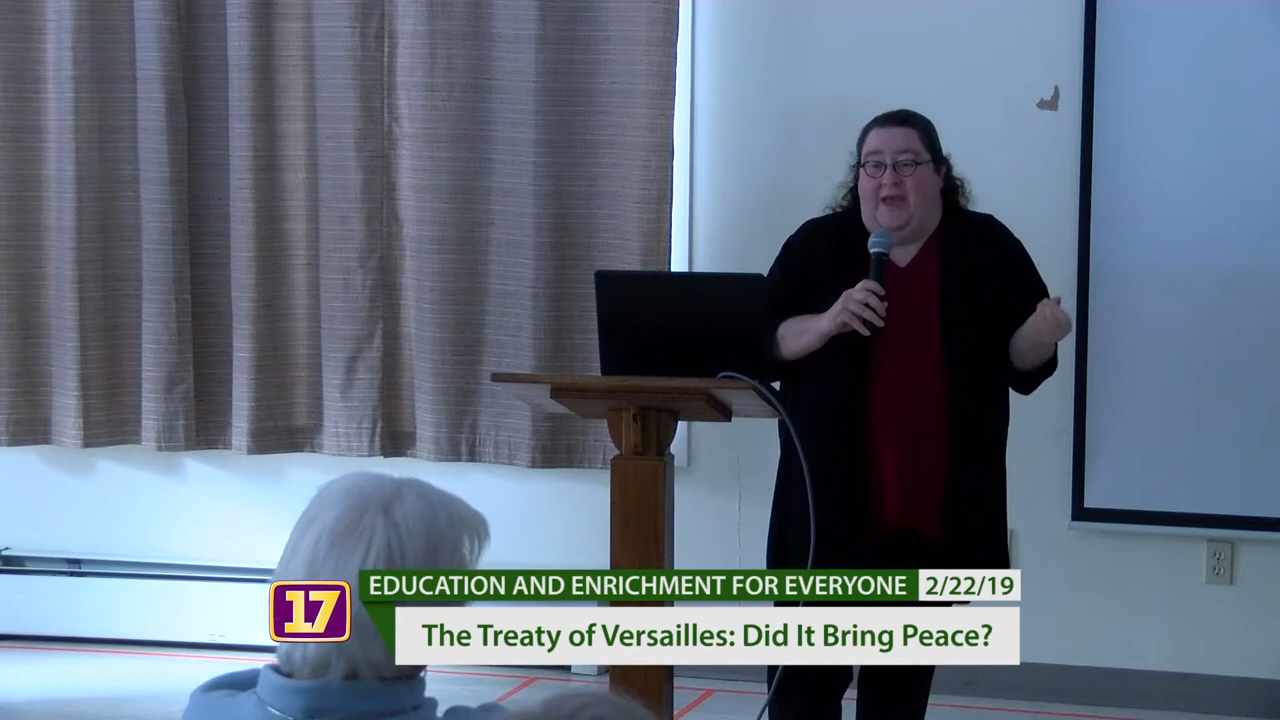 17
EDUCATION AND ENRICHMENT FOR EVERYONE 2/22/19
The Treaty of Versailles: Did It Bring Peace?